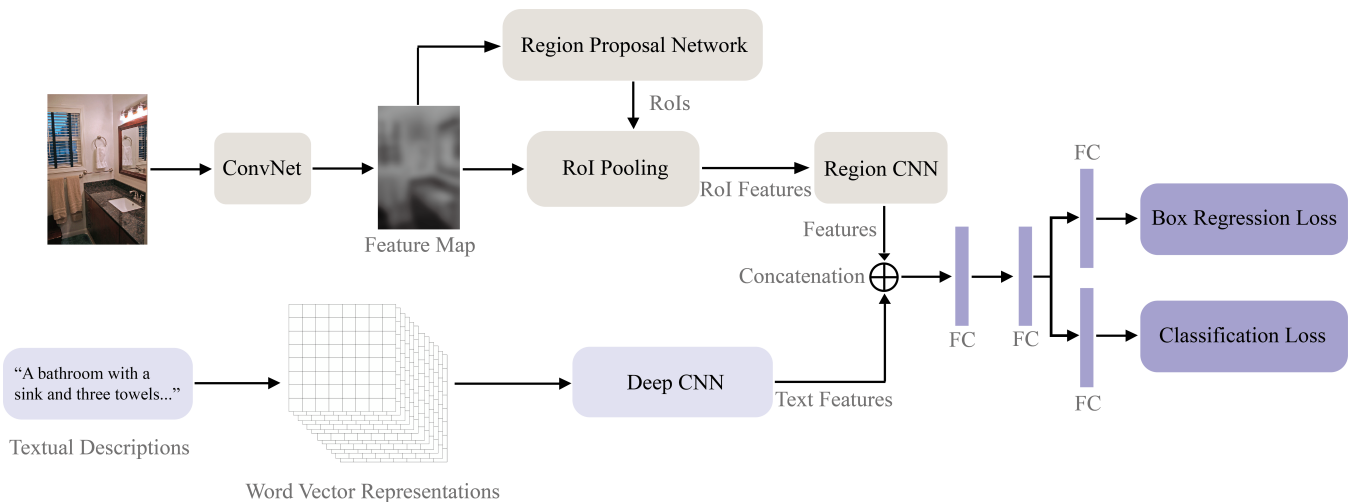 Region Proposal Network
RoIs
ConvNet
RoI Pooling
Region CNN
RoI Features
Feature Map
Features
Concatenation
FC
Box Regression Loss
FC
FC
Classification Loss
FC
“A bathroom with a
sink and three towels...”
Deep CNN
Text Features
Textual Descriptions
Word Vector Representations